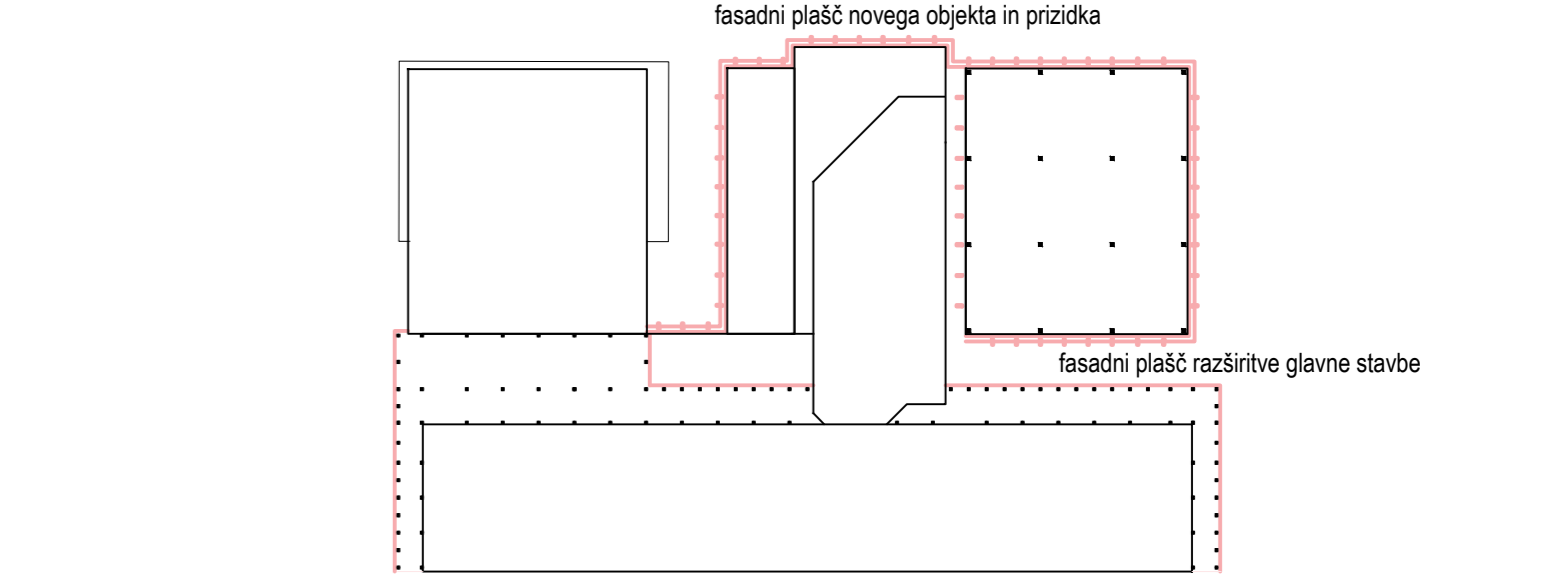 fasadni plašč novega objekta in prizidka
fasadni plašč razširitve glavne stavbe